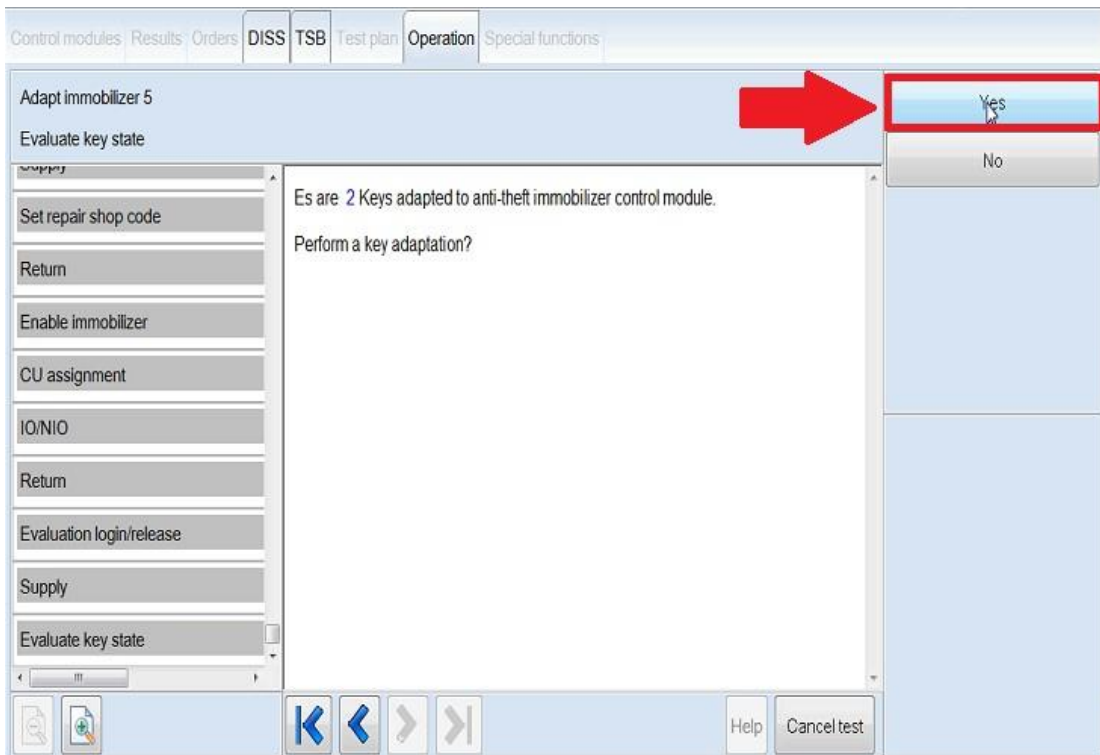 Control modules Results Orders DISS TSB Test plan Operation Special functions
Adapt immobilizer 5
Evaluate key state
Yes
No
Supply
Set repair shop code
Return
Enable immobilizer
CU assignment
IO/NIO
Return
Evaluation login/release
Supply
Evaluate key state
Es are 2 Keys adapted to anti-theft immobilizer control module.
Perform a key adaptation?
Help
Cancel test